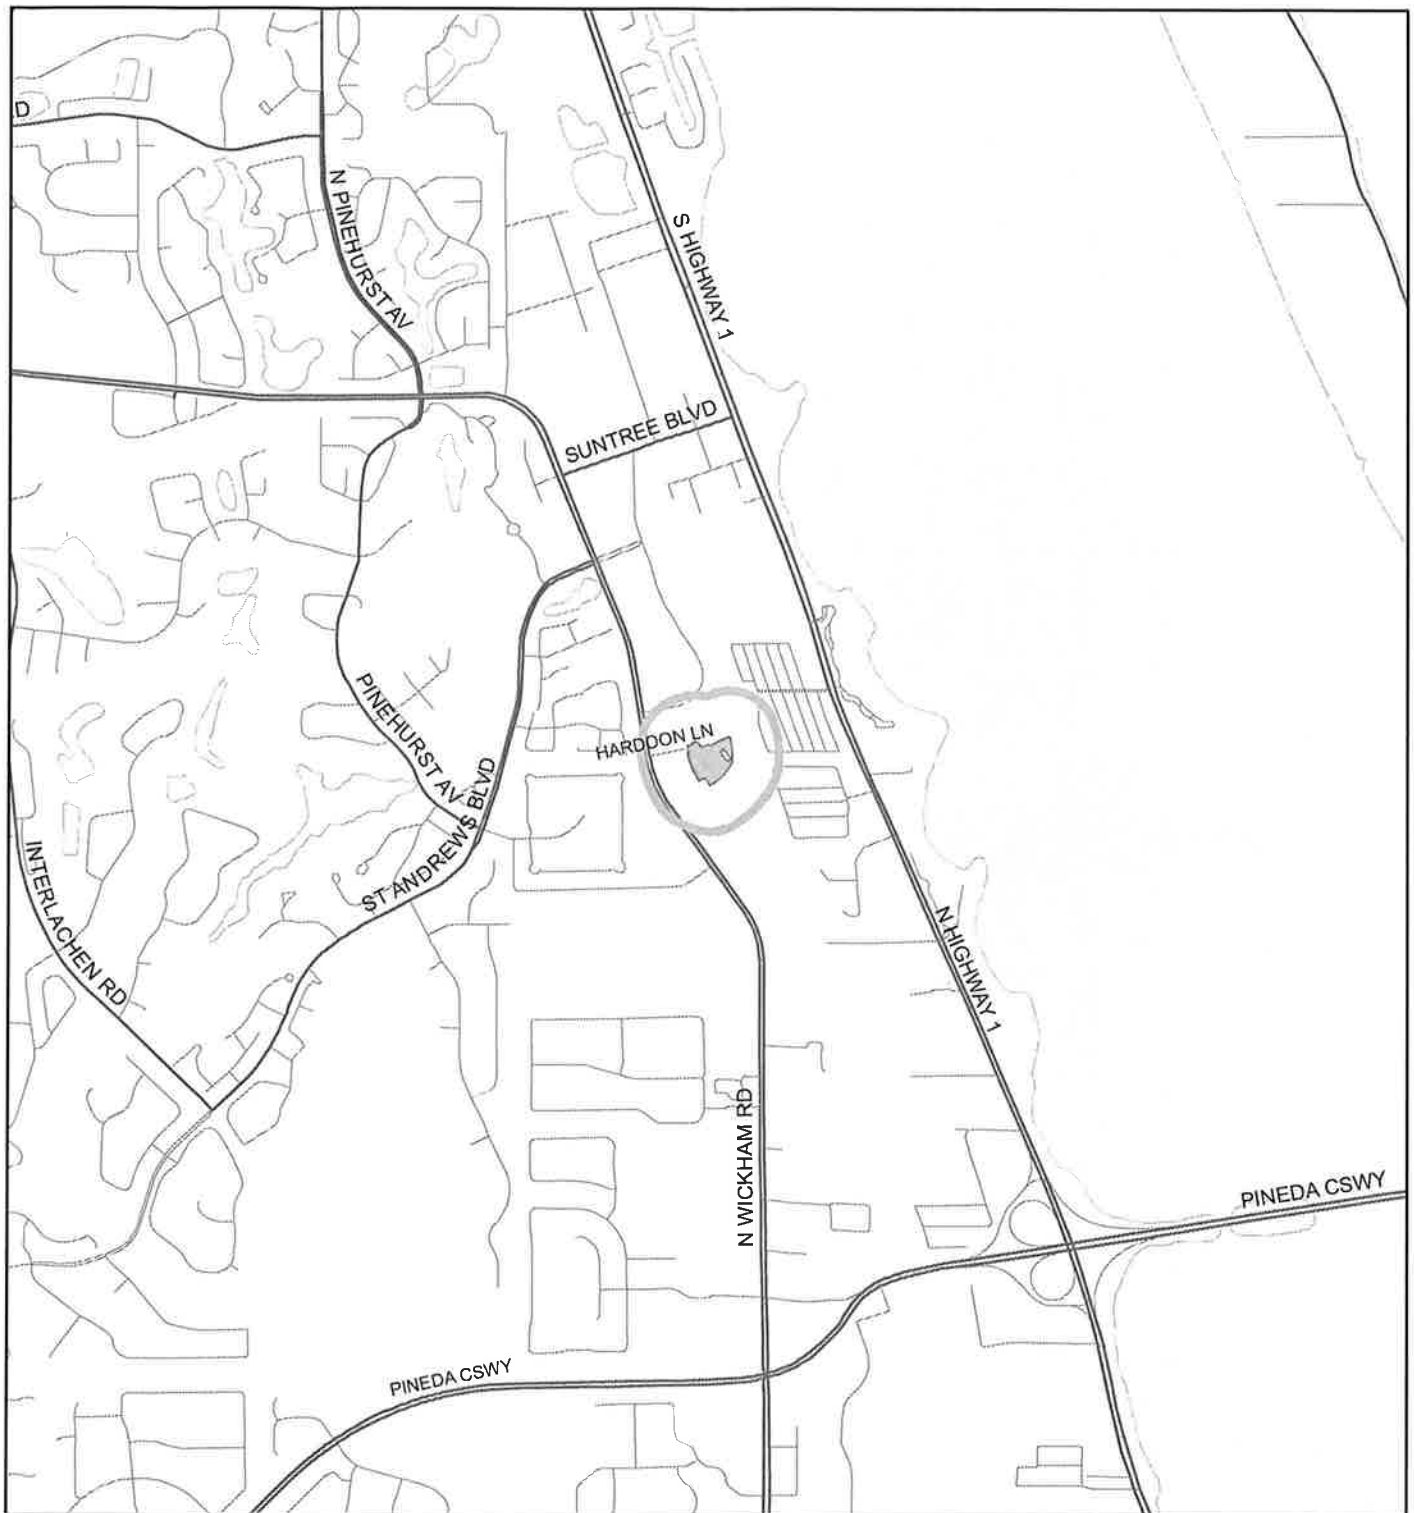 D
N PINEHURST AV
S HIGHWAY 1
SUNTREE BLVD
PINEHURST AV
HARDOON LN
ST ANDREWS BLVD
INTERLACHEN RD
N HIGHWAY 1
N WICKHAM RD
PINEDA CSWY
PINEDA CSWY